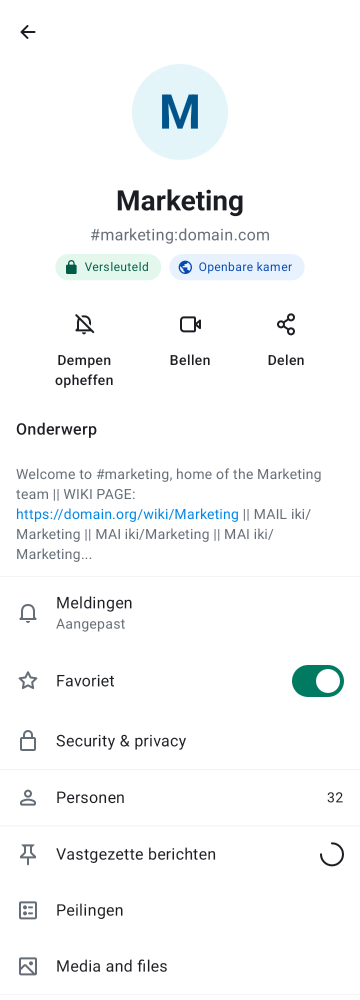 M
Marketing
#marketing:domain.com
Versleuteld
Openbare kamer
Dempen
opheffen
Bellen
Delen
Onderwerp
Welcome to #marketing, home of the Marketing
team || WIKI PAGE:
https://domain.org/wiki/Marketing || MAIL iki/
Marketing || MAI iki/Marketing || MAI iki/
Marketing...
Meldingen
Aangepast
Favoriet
Security & privacy
Personen 32
Vastgezette berichten
Peilingen
Media and files